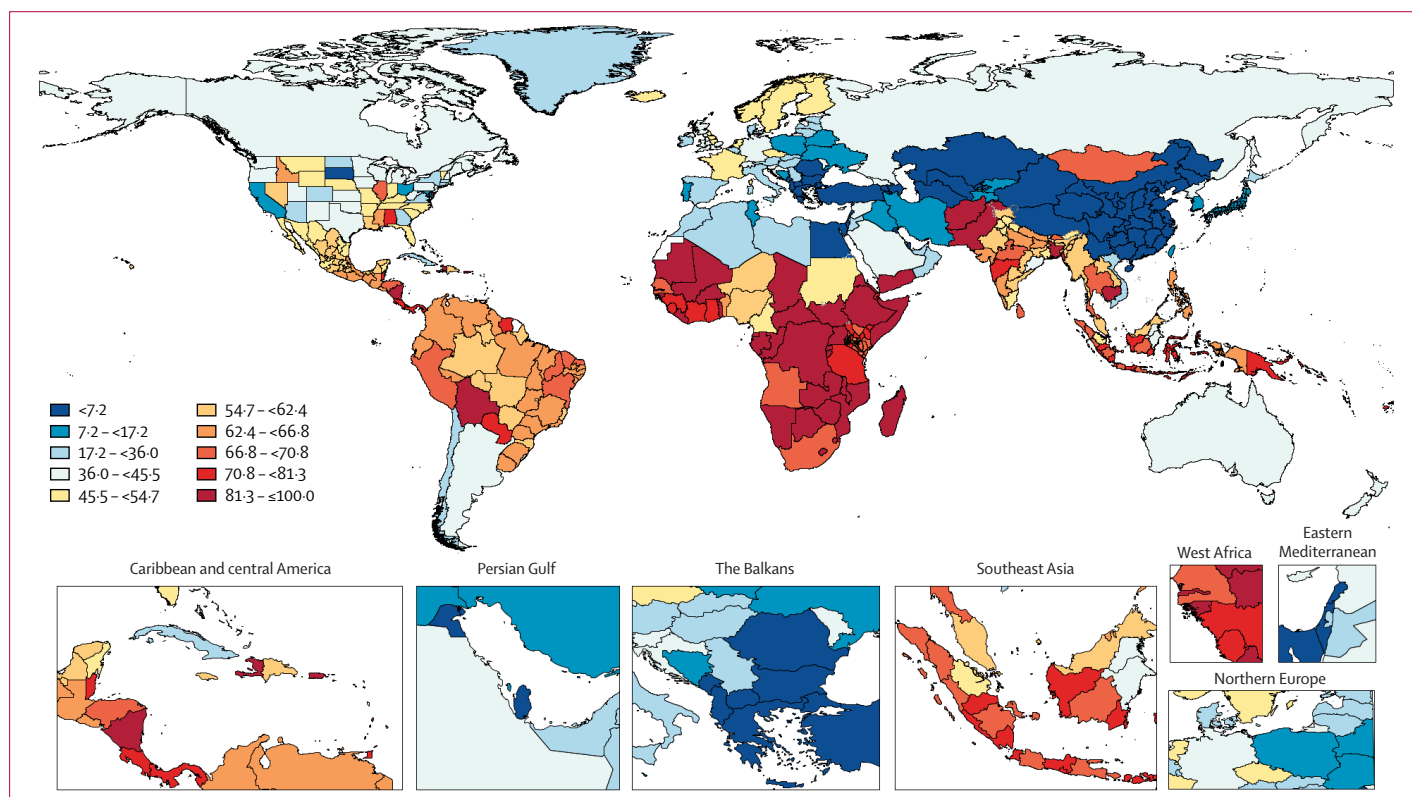 <7·2
7·2 – <17·2
17·2 – <36·0
36·0 – <45·5
45·5 – <54·7
54·7 – <62·4
62·4 – <66·8
66·8 – <70·8
70·8 – <81·3
81·3 – ≤100·0
Caribbean and central America
Persian Gulf
The Balkans
Southeast Asia
West Africa
Eastern
Mediterranean
Northern Europe